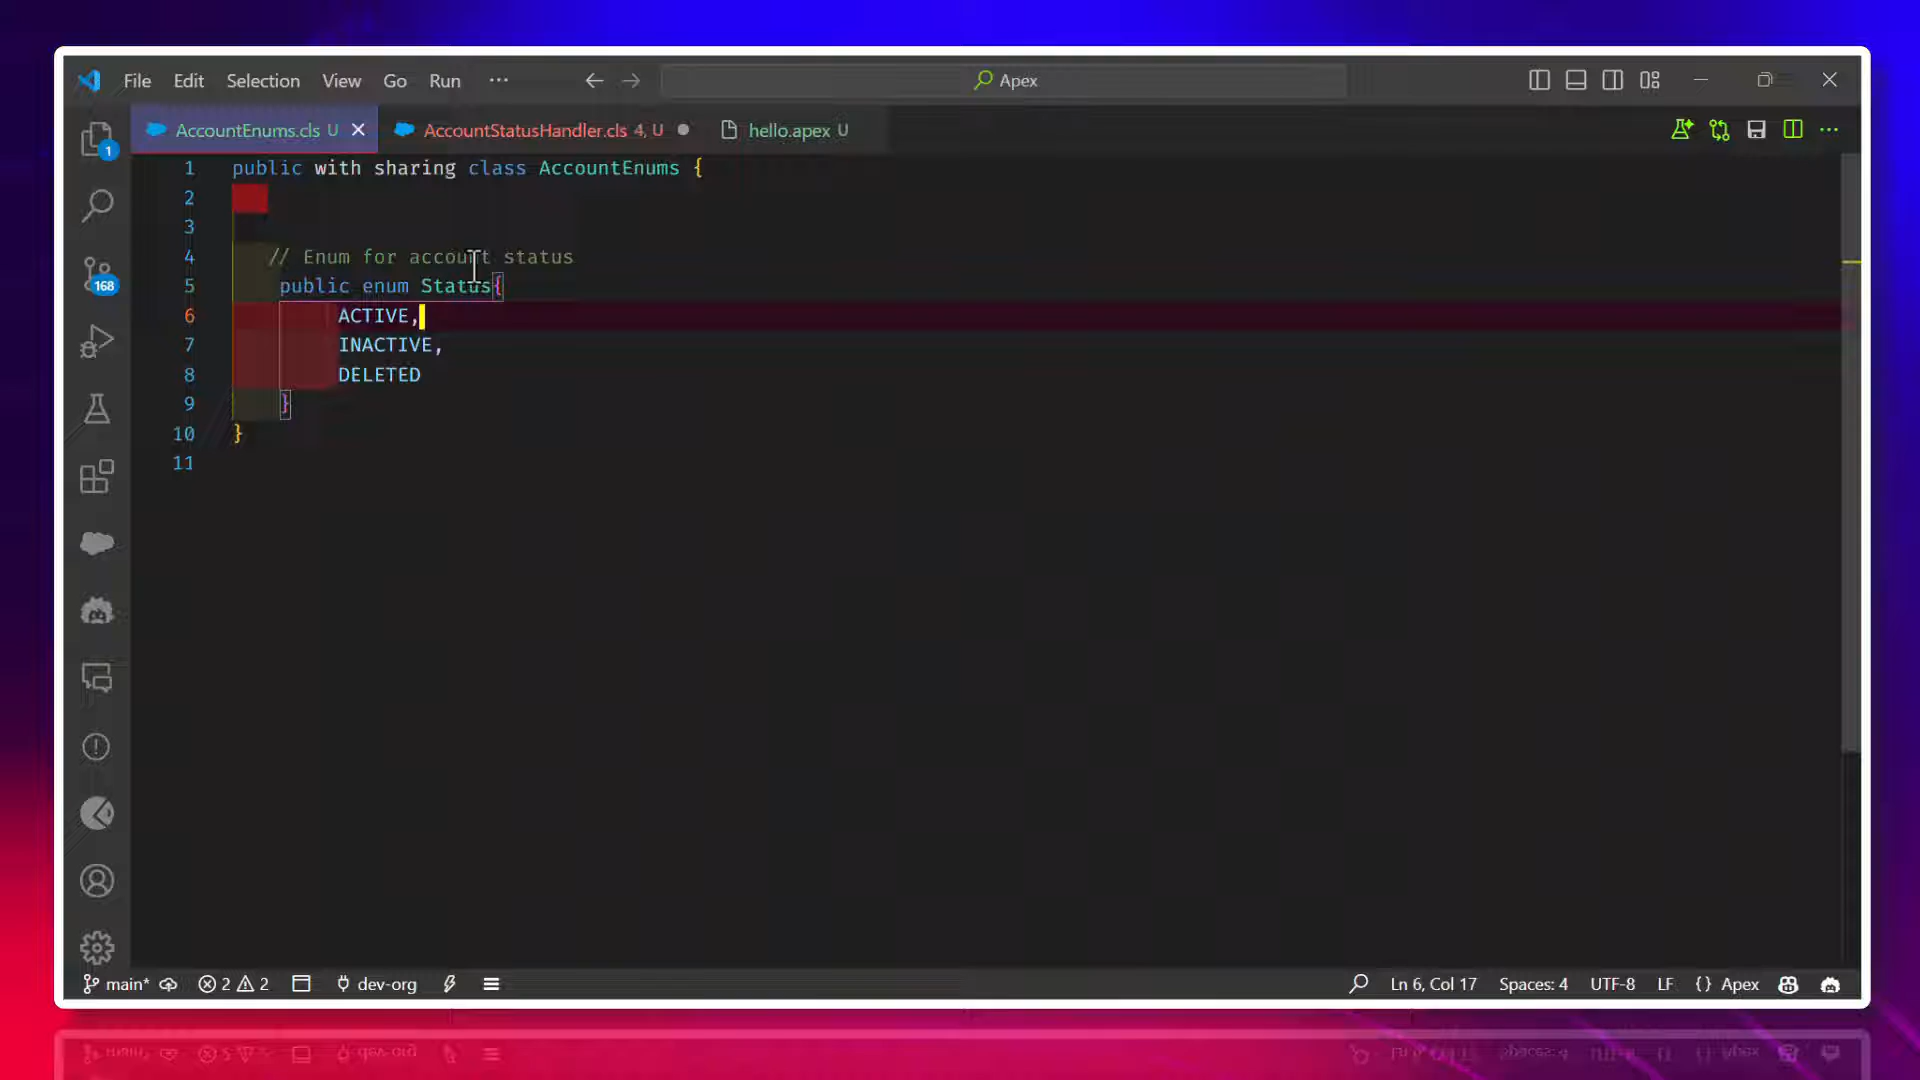 File Edit Selection View Go Run ··· Apex
AccountEnums.cls U AccountStatusHandler.cls 4, U hello.apex U
1 public with sharing class AccountEnums {
2
3
4 // Enum for account status
5 public enum Status{
6 ACTIVE,
7 INACTIVE,
8 DELETED
9 }
10 }
11
1
168
main* 2 2 dev-org Ln 6, Col 17 Spaces: 4 UTF-8 LF {} Apex